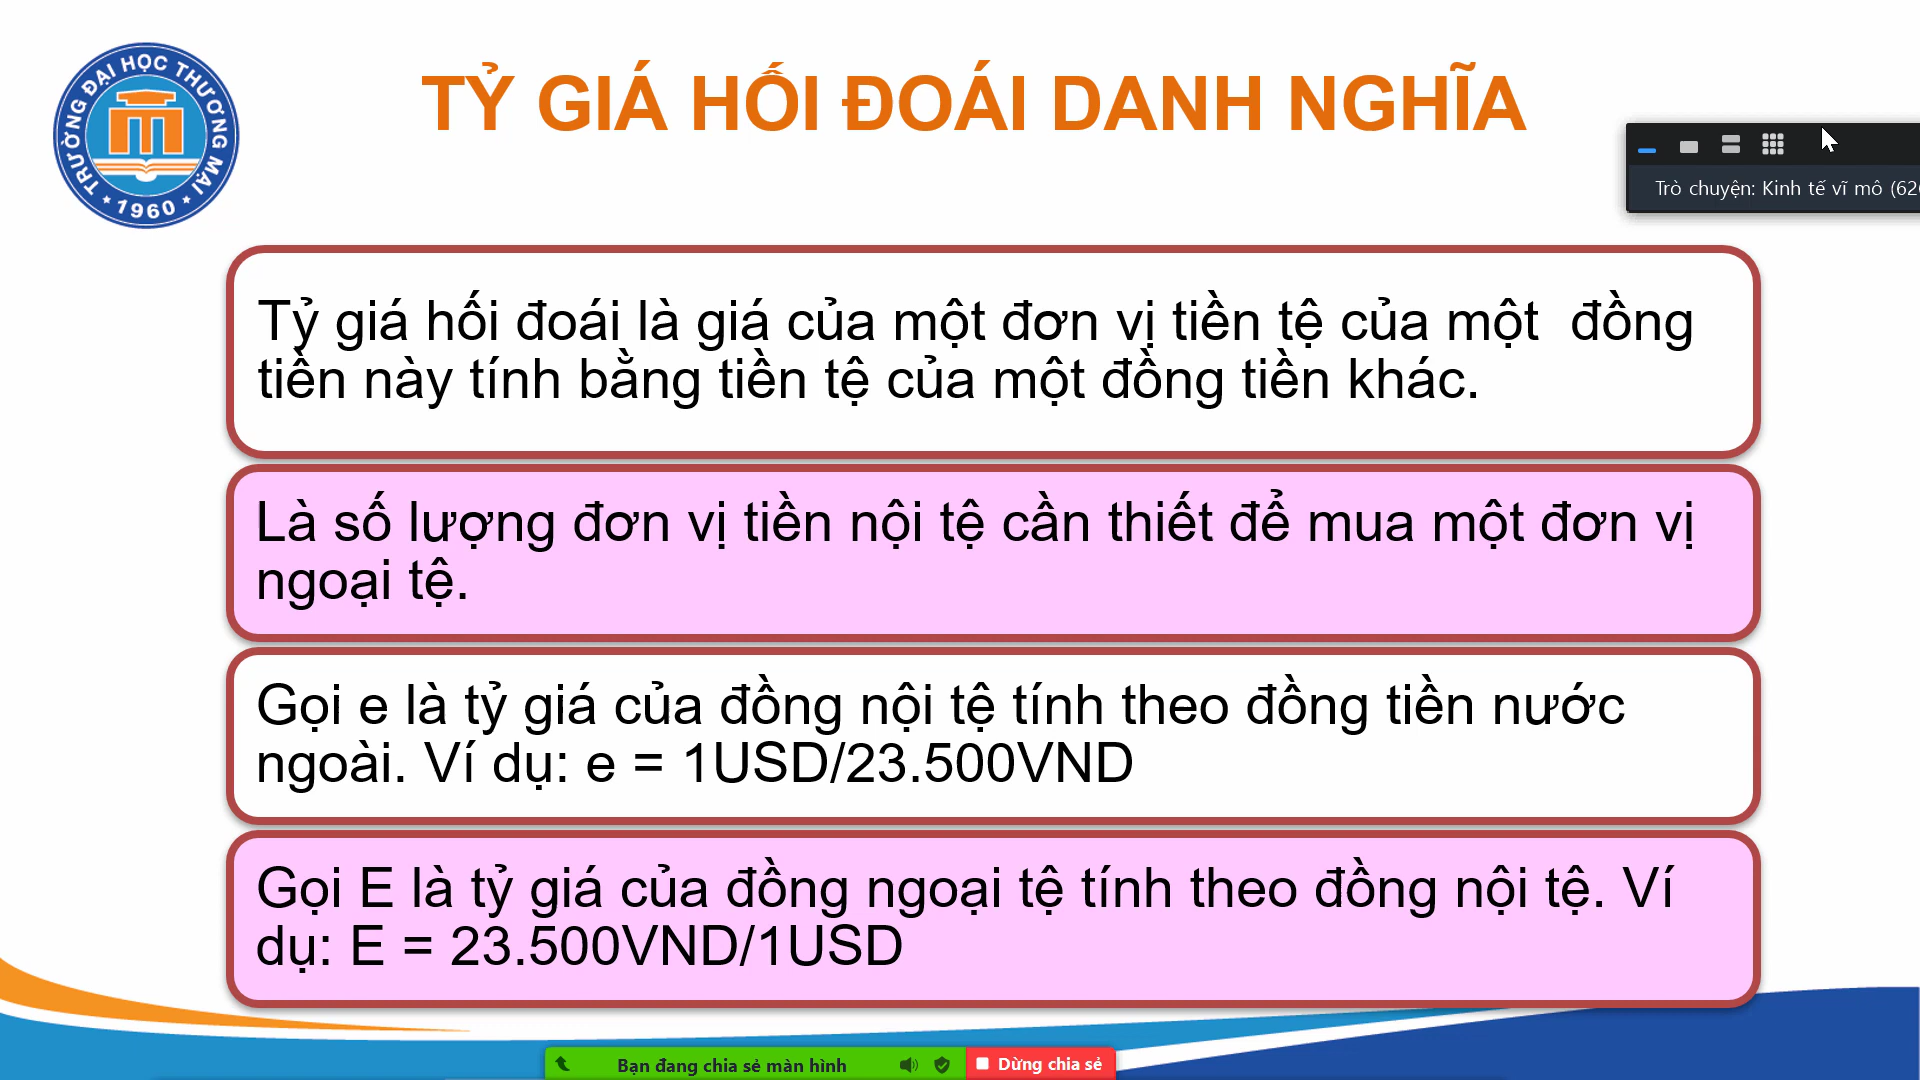 TRƯỜNG ĐẠI HỌC THƯƠNG MẠI
1960
TỶ GIÁ HỐI ĐOÁI DANH NGHĨA
Trò chuyện: Kinh tế vĩ mô
Tỷ giá hối đoái là giá của một đơn vị tiền tệ của một đồng
tiền này tính bằng tiền tệ của một đồng tiền khác.
Là số lượng đơn vị tiền nội tệ cần thiết để mua một đơn vị
ngoại tệ.
Gọi e là tỷ giá của đồng nội tệ tính theo đồng tiền nước
ngoài. Ví dụ: e = 1USD/23.500VND
Gọi E là tỷ giá của đồng ngoại tệ tính theo đồng nội tệ. Ví
dụ: E = 23.500VND/1USD
Bạn đang chia sẻ màn hình
Dừng chia sẻ